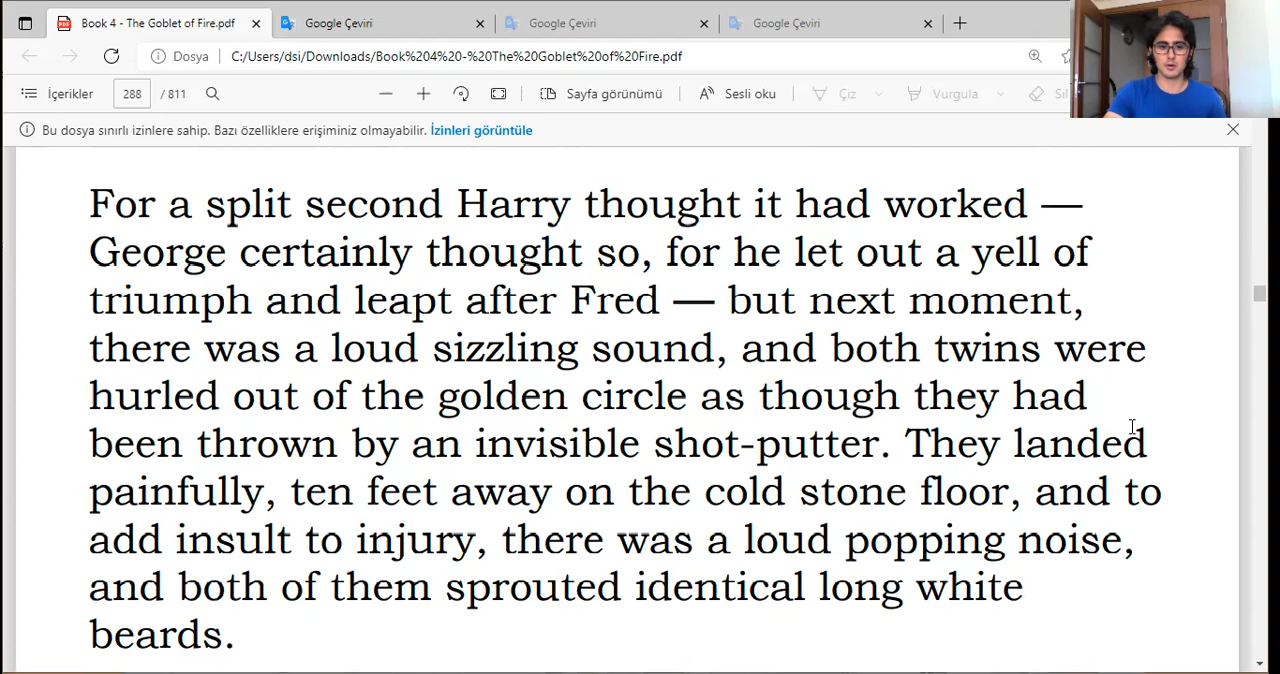 Book 4 - The Goblet of Fire.pdf
Google Çeviri
Google Çeviri
Google Çeviri
Dosya
C:/Users/dsi/Downloads/Book%204%20-%20The%20Goblet%20of%20Fire.pdf
İçerikler
288
/ 811
Sayfa görünümü
Sesli oku
Çiz
Vurgula
Bu dosya sınırlı izinlere sahip. Bazı özelliklere erişiminiz olmayabilir. İzinleri görüntüle
For a split second Harry thought it had worked —
George certainly thought so, for he let out a yell of
triumph and leapt after Fred — but next moment,
there was a loud sizzling sound, and both twins were
hurled out of the golden circle as though they had
been thrown by an invisible shot-putter. They landed
painfully, ten feet away on the cold stone floor, and to
add insult to injury, there was a loud popping noise,
and both of them sprouted identical long white
beards.